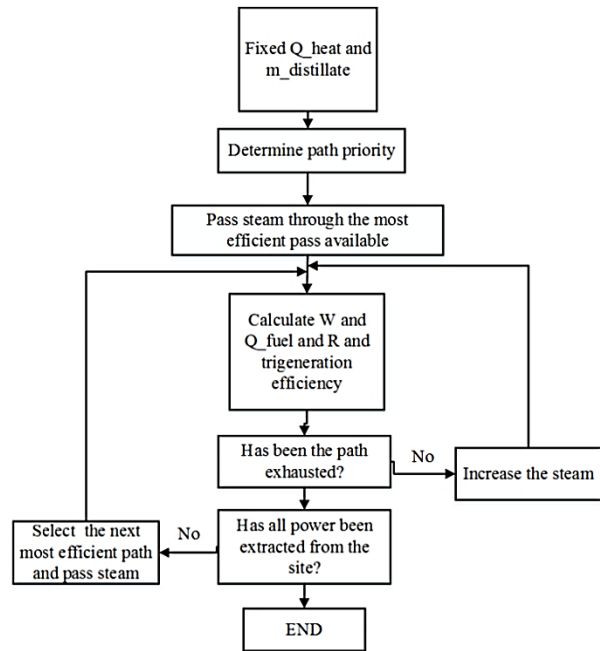 Fixed Q_heat and
m_distillate
Determine path priority
Pass steam through the most
efficient pass available
Calculate W and
Q_fuel and R and
trigeneration
efficiency
Has been the path
exhausted?
No
Increase the steam
Has all power been
extracted from the
site?
No
Select the next
most efficient path
and pass steam
END